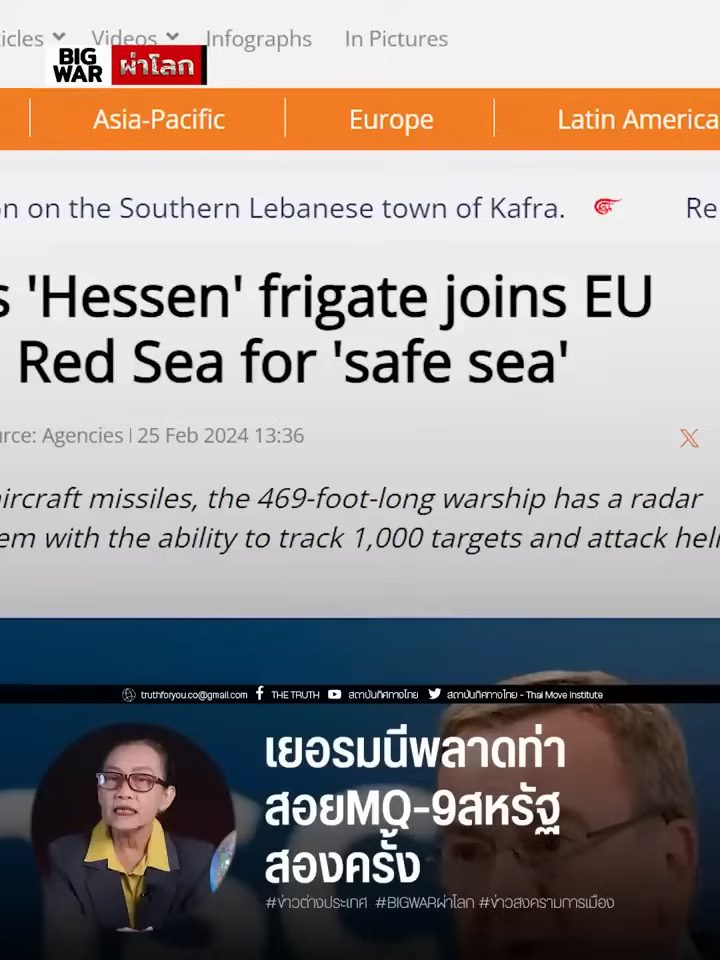 icles Videos Infographics In Pictures
BIG
WAR ผ่าโลก
Asia-Pacific Europe Latin America
n on the Southern Lebanese town of Kafra. Re
s 'Hessen' frigate joins EU
Red Sea for 'safe sea'
rce: Agencies | 25 Feb 2024 13:36
ircraft missiles, the 469-foot-long warship has a radar
em with the ability to track 1,000 targets and attack heli
truthforyou.co@gmail.com THE TRUTH สถาบันทิศทางไทย สถาบันทิศทางไทย - Thai Move Institute
เยอรมนีพลาดท่า
สอยMQ-9สหรัฐ
สองครั้ง
#ข่าวต่างประเทศ #BIGWARผ่าโลก #ข่าวสงครามการเมือง